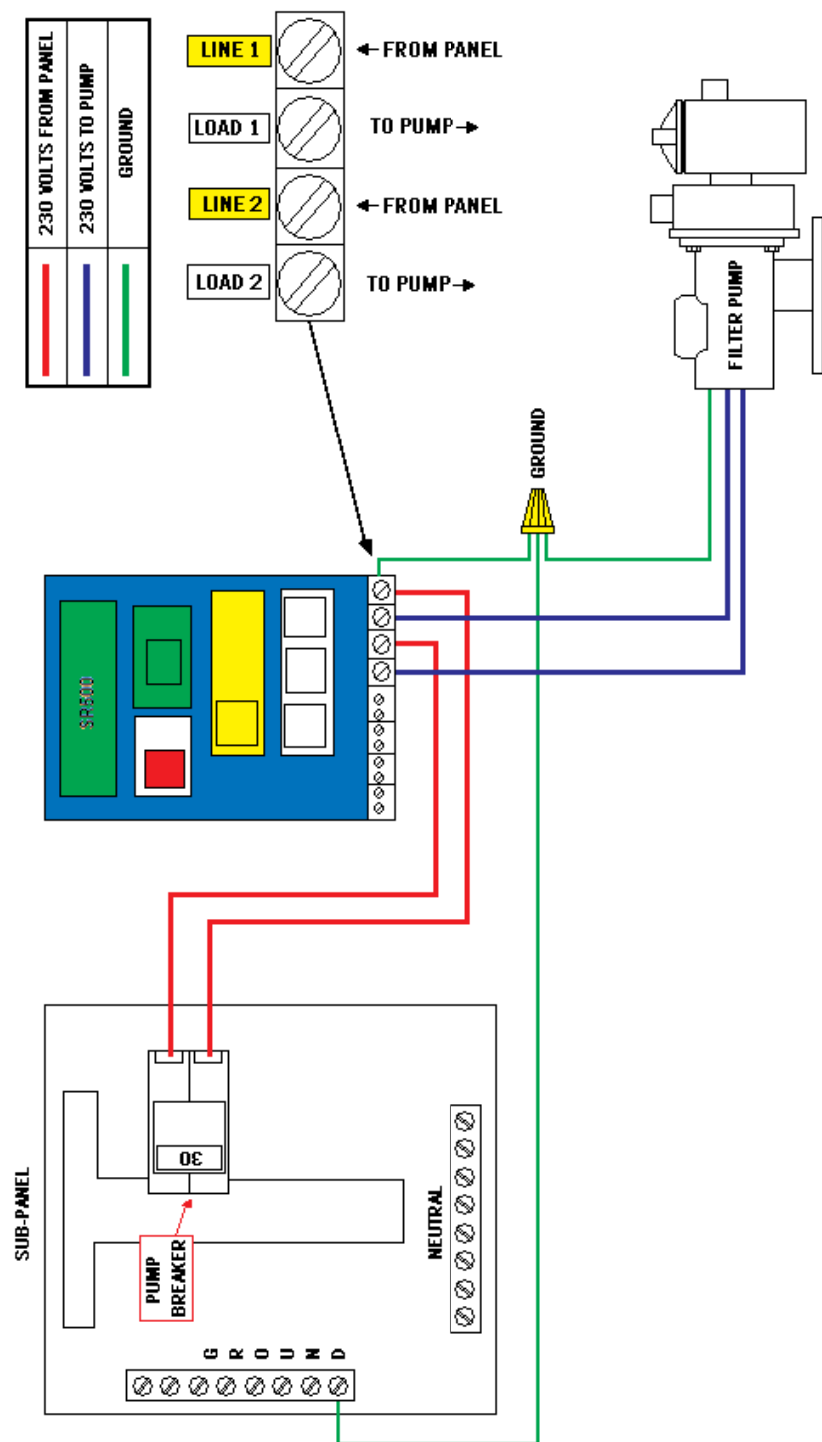 230 VOLTS FROM PANEL
230 VOLTS TO PUMP
GROUND
LINE 1
FROM PANEL
LOAD 1
TO PUMP
LINE 2
FROM PANEL
LOAD 2
TO PUMP
FILTER PUMP
GROUND
SUB-PANEL
30
PUMP
BREAKER
NEUTRAL
GROUND